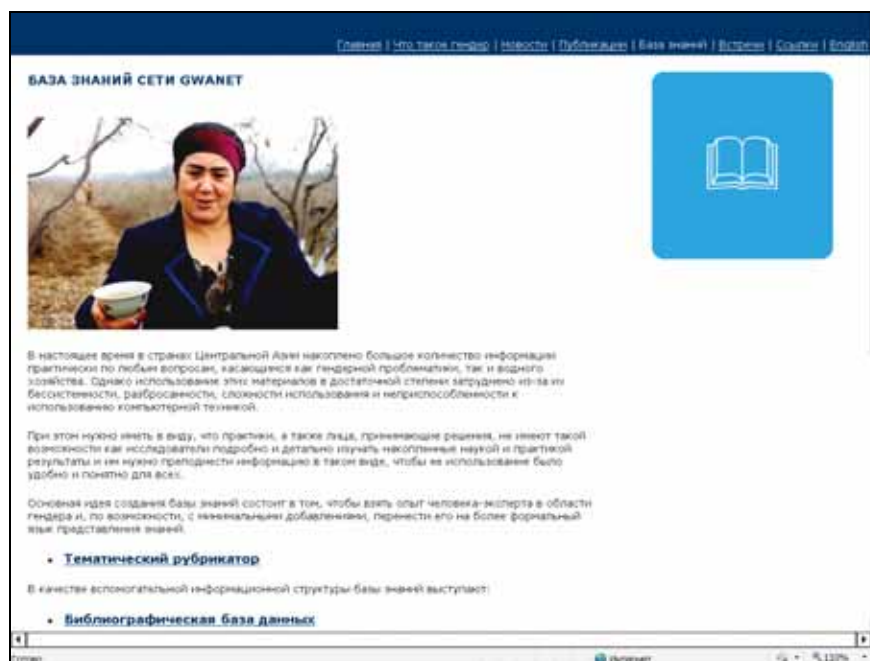 Главная | Что такое гендер | Новости | Публикации | База знаний | Встречи | Ссылки | English
БАЗА ЗНАНИЙ СЕТИ GWANET
В настоящее время в странах Центральной Азии накоплено большое количество информации
практически по любым вопросам, касающимся как гендерной проблематики, так и водного
хозяйства. Однако использование этих материалов в достаточной степени затруднено из-за их
бессистемности, разбросанности, сложности использования и неприспособленности к
использованию компьютерной техникой.
При этом нужно иметь в виду, что практики, а также лица, принимающие решения, не имеют такой
возможности как исследователи подробно и детально изучать накопленные наукой и практикой
результаты и им нужно преподнести информацию в таком виде, чтобы ее использование было
удобно и понятно для всех.
Основная идея создания базы знаний состоит в том, чтобы взять опыт человека-эксперта в области
гендера и, по возможности, с минимальными добавлениями, перенести его на более формальный
язык представления знаний.
• Тематический рубрикатор
В качестве вспомогательной информационной структуры базы знаний выступают:
• Библиографическая база данных
Готово
Интернет
110%